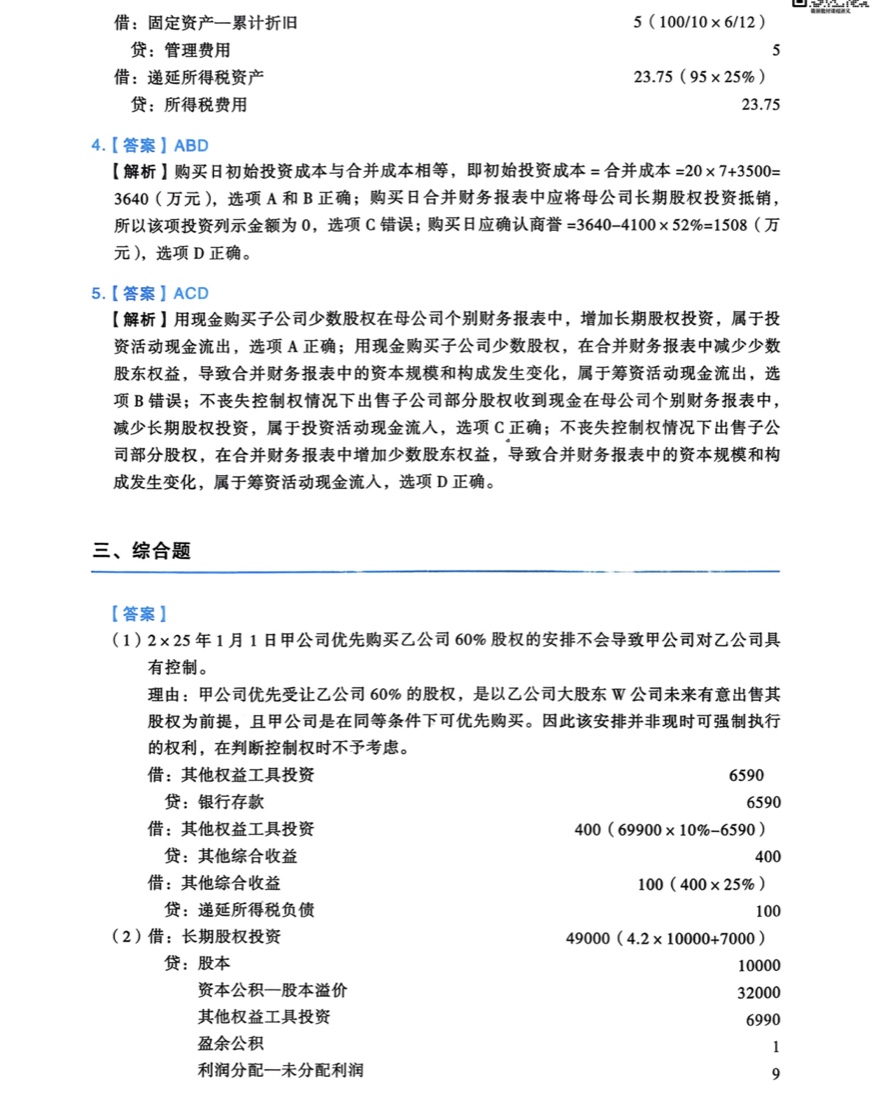 借：固定资产—累计折旧 5（100/10×6/12）
贷：管理费用 5
借：递延所得税资产 23.75（95×25%）
贷：所得税费用 23.75
4.【答案】ABD
【解析】购买日初始投资成本与合并成本相等，即初始投资成本=合并成本=20×7+3500=
3640（万元），选项A和B正确；购买日合并财务报表中应将母公司长期股权投资抵销，
所以该项投资列示金额为0，选项C错误；购买日应确认商誉=3640–4100×52%=1508（万
元），选项D正确。
5.【答案】ACD
【解析】用现金购买子公司少数股权在母公司个别财务报表中，增加长期股权投资，属于投
资活动现金流出，选项A正确；用现金购买子公司少数股权，在合并财务报表中减少少数
股东权益，导致合并财务报表中的资本规模和构成发生变化，属于筹资活动现金流出，选
项B错误；不丧失控制权情况下出售子公司部分股权收到现金在母公司个别财务报表中，
减少长期股权投资，属于投资活动现金流入，选项C正确；不丧失控制权情况下出售子公
司部分股权，在合并财务报表中增加少数股东权益，导致合并财务报表中的资本规模和构
成发生变化，属于筹资活动现金流入，选项D正确。
三、综合题
【答案】
（1）2×25年1月1日甲公司优先购买乙公司60%股权的安排不会导致甲公司对乙公司具
有控制。
理由：甲公司优先受让乙公司60%的股权，是以乙公司大股东W公司未来有意出售其
股权为前提，且甲公司是在同等条件下可优先购买。因此该安排并非现时可强制执行
的权利，在判断控制权时不予考虑。
借：其他权益工具投资 6590
贷：银行存款 6590
借：其他权益工具投资 400（69900×10%–6590）
贷：其他综合收益 400
借：其他综合收益 100（400×25%）
贷：递延所得税负债 100
（2）借：长期股权投资 49000（4.2×10000+7000）
贷：股本 10000
资本公积—股本溢价 32000
其他权益工具投资 6990
盈余公积 1
利润分配—未分配利润 9